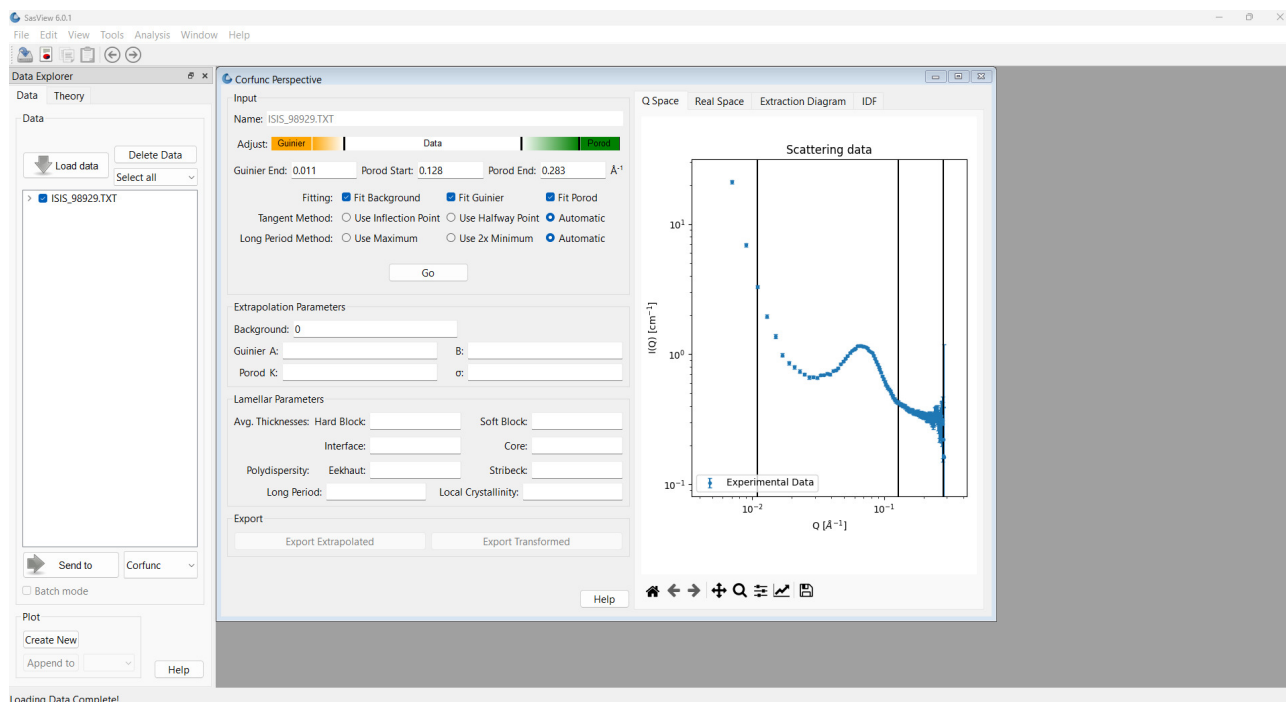 SasView 6.0.1
File Edit View Tools Analysis Window Help
Data Explorer
Data Theory
Data
Load data
Delete Data
Select all
ISIS_98929.TXT
Send to
Corfunc
Batch mode
Plot
Create New
Append to
Help
Loading Data Complete!
Corfunc Perspective
Input
Name: ISIS_98929.TXT
Adjust: Guinier Data Porod
Guinier End: 0.011 Porod Start: 0.128 Porod End: 0.283 Å⁻¹
Fitting: Fit Background Fit Guinier Fit Porod
Tangent Method: Use Inflection Point Use Halfway Point Automatic
Long Period Method: Use Maximum Use 2x Minimum Automatic
Go
Extrapolation Parameters
Background: 0
Guinier A: B:
Porod K: σ:
Lamellar Parameters
Avg. Thicknesses: Hard Block: Soft Block:
Interface: Core:
Polydispersity: Eekhaut: Stribeck:
Long Period: Local Crystallinity:
Export
Export Extrapolated Export Transformed
Help
Q Space Real Space Extraction Diagram IDF
Scattering data
I(Q) [cm⁻¹]
10¹
10⁰
10⁻¹
Experimental Data
10⁻² 10⁻¹
Q [Å⁻¹]